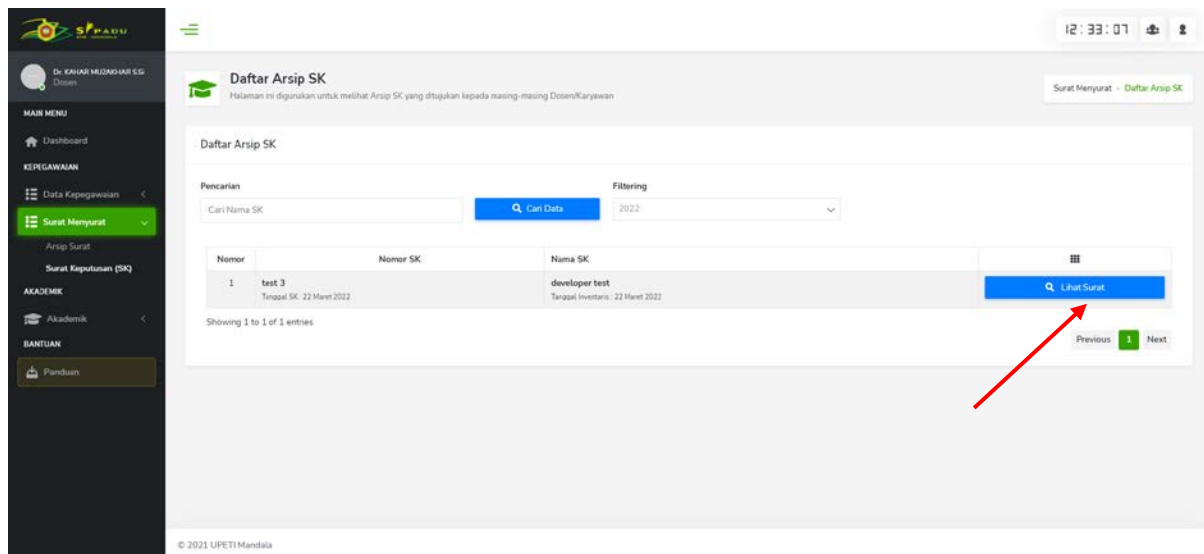 SIPADU
12:33:07
Dosen
MAIN MENU
Dashboard
KEPEGAWAIAN
Data Kepegawaian
Surat Menyurat
Arsip Surat
Surat Keputusan (SK)
AKADEMIK
Akademik
BANTUAN
Panduan
Daftar Arsip SK
Halaman ini digunakan untuk melihat Arsip SK yang ditujukan kepada masing-masing Dosen/Karyawan
Surat Menyurat - Daftar Arsip SK
Daftar Arsip SK
Pencarian
Filtering
Cari Nama SK
Cari Data
2022
Nomor Nomor SK Nama SK
1 test 3 developer test Lihat Surat
Tanggal SK: 22 Maret 2022 Tanggal Inventaris : 22 Maret 2022
Showing 1 to 1 of 1 entries
Previous 1 Next
© 2021 UPETI Mandala